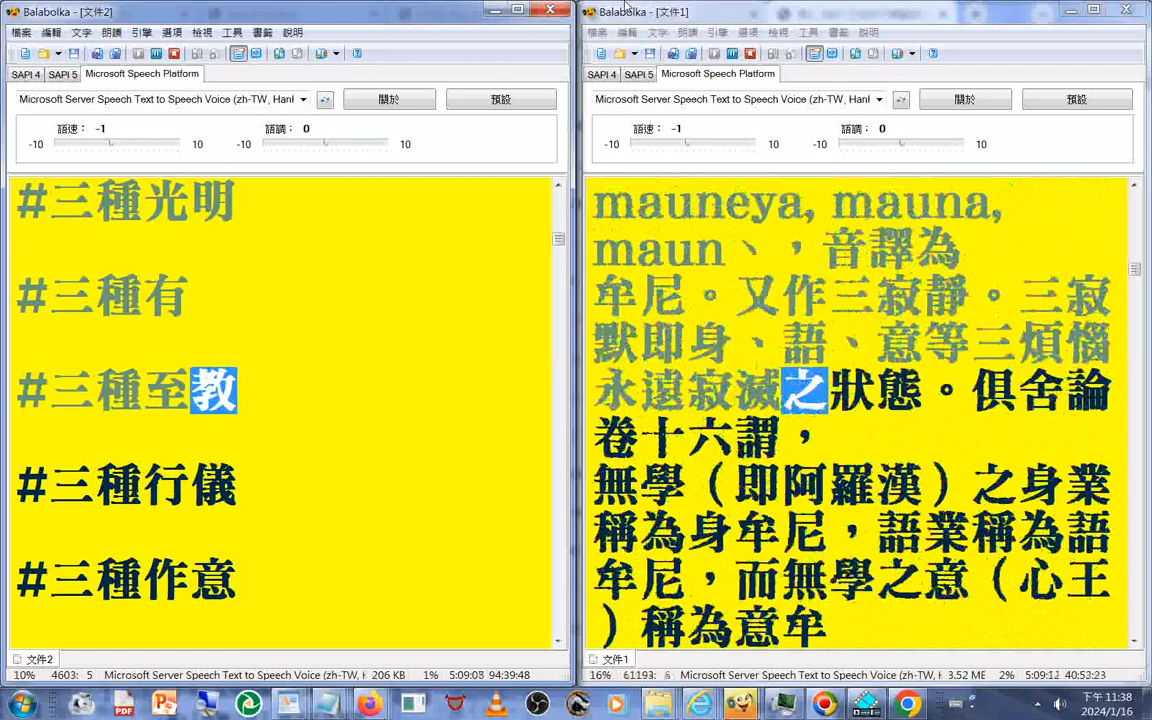 Balabolka - [文件2]
檔案 編輯 文字 朗讀 引擎 選項 檢視 工具 書籤 說明
SAPI 4 SAPI 5 Microsoft Speech Platform
Microsoft Server Speech Text to Speech Voice (zh-TW, Hanl
關於 預設
語速： -1 語調： 0
-10 10 -10 10
#三種光明
#三種有
#三種至教
#三種行儀
#三種作意
文件2
10% 4603: 5 Microsoft Server Speech Text to Speech Voice (zh-TW, H 206 KB 1% 5:09:08 94:39:48
Balabolka - [文件1]
檔案 編輯 文字 朗讀 引擎 選項 檢視 工具 書籤 說明
SAPI 4 SAPI 5 Microsoft Speech Platform
Microsoft Server Speech Text to Speech Voice (zh-TW, Hanl
關於 預設
語速： -1 語調： 0
-10 10 -10 10
mauneya, mauna,
maun、，音譯為
牟尼。又作三寂靜。三寂
默即身、語、意等三煩惱
永遠寂滅之狀態。俱舍論
卷十六謂，
無學（即阿羅漢）之身業
稱為身牟尼，語業稱為語
牟尼，而無學之意（心王
）稱為意牟
文件1
16% 61193: Microsoft Server Speech Text to Speech Voice (zh-TW, H 3.52 MB 2% 5:09:12 40:53:23
下午 11:38
2024/1/16